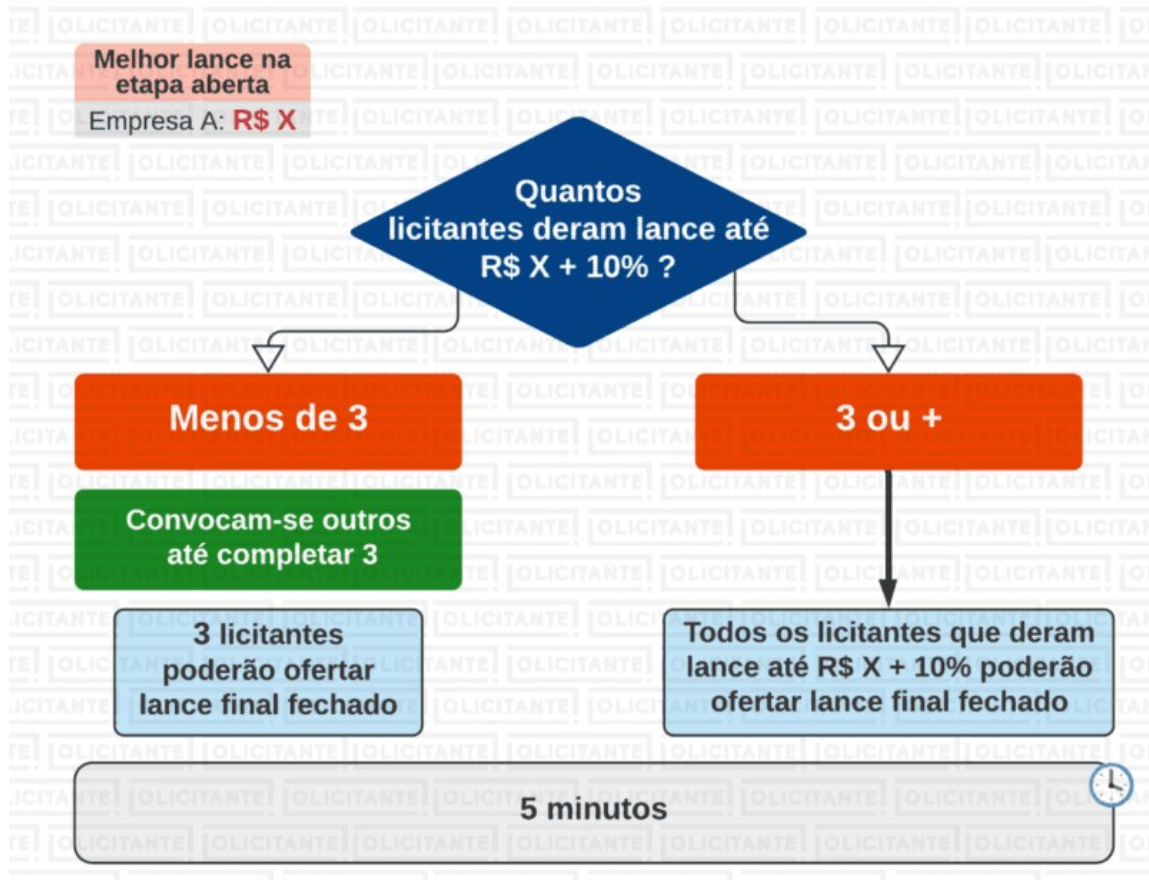 Melhor lance na
etapa aberta
Empresa A: R$ X
Quantos
licitantes deram lance até
R$ X + 10% ?
Menos de 3
3 ou +
Convocam-se outros
até completar 3
3 licitantes
poderão ofertar
lance final fechado
Todos os licitantes que deram
lance até R$ X + 10% poderão
ofertar lance final fechado
5 minutos
OLICITANTE